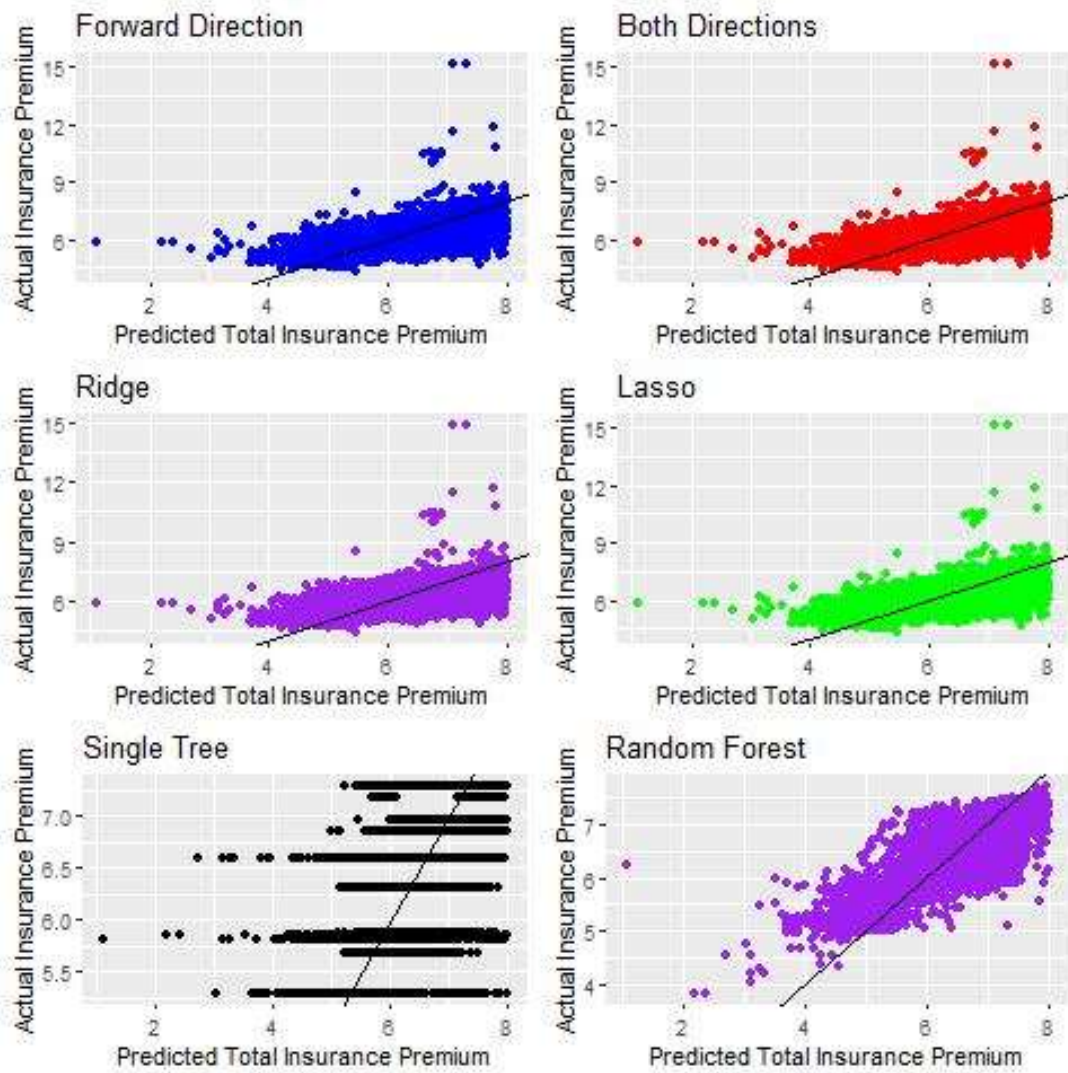 Forward Direction
Actual Insurance Premium
15
12
9
6
2 4 6 8
Predicted Total Insurance Premium
Both Directions
Actual Insurance Premium
15
12
9
6
2 4 6 8
Predicted Total Insurance Premium
Ridge
Actual Insurance Premium
15
12
9
6
2 4 6 8
Predicted Total Insurance Premium
Lasso
Actual Insurance Premium
15
12
9
6
2 4 6 8
Predicted Total Insurance Premium
Single Tree
Actual Insurance Premium
7.0
6.5
6.0
5.5
2 4 6 8
Predicted Total Insurance Premium
Random Forest
Actual Insurance Premium
7
6
5
4
2 4 6 8
Predicted Total Insurance Premium